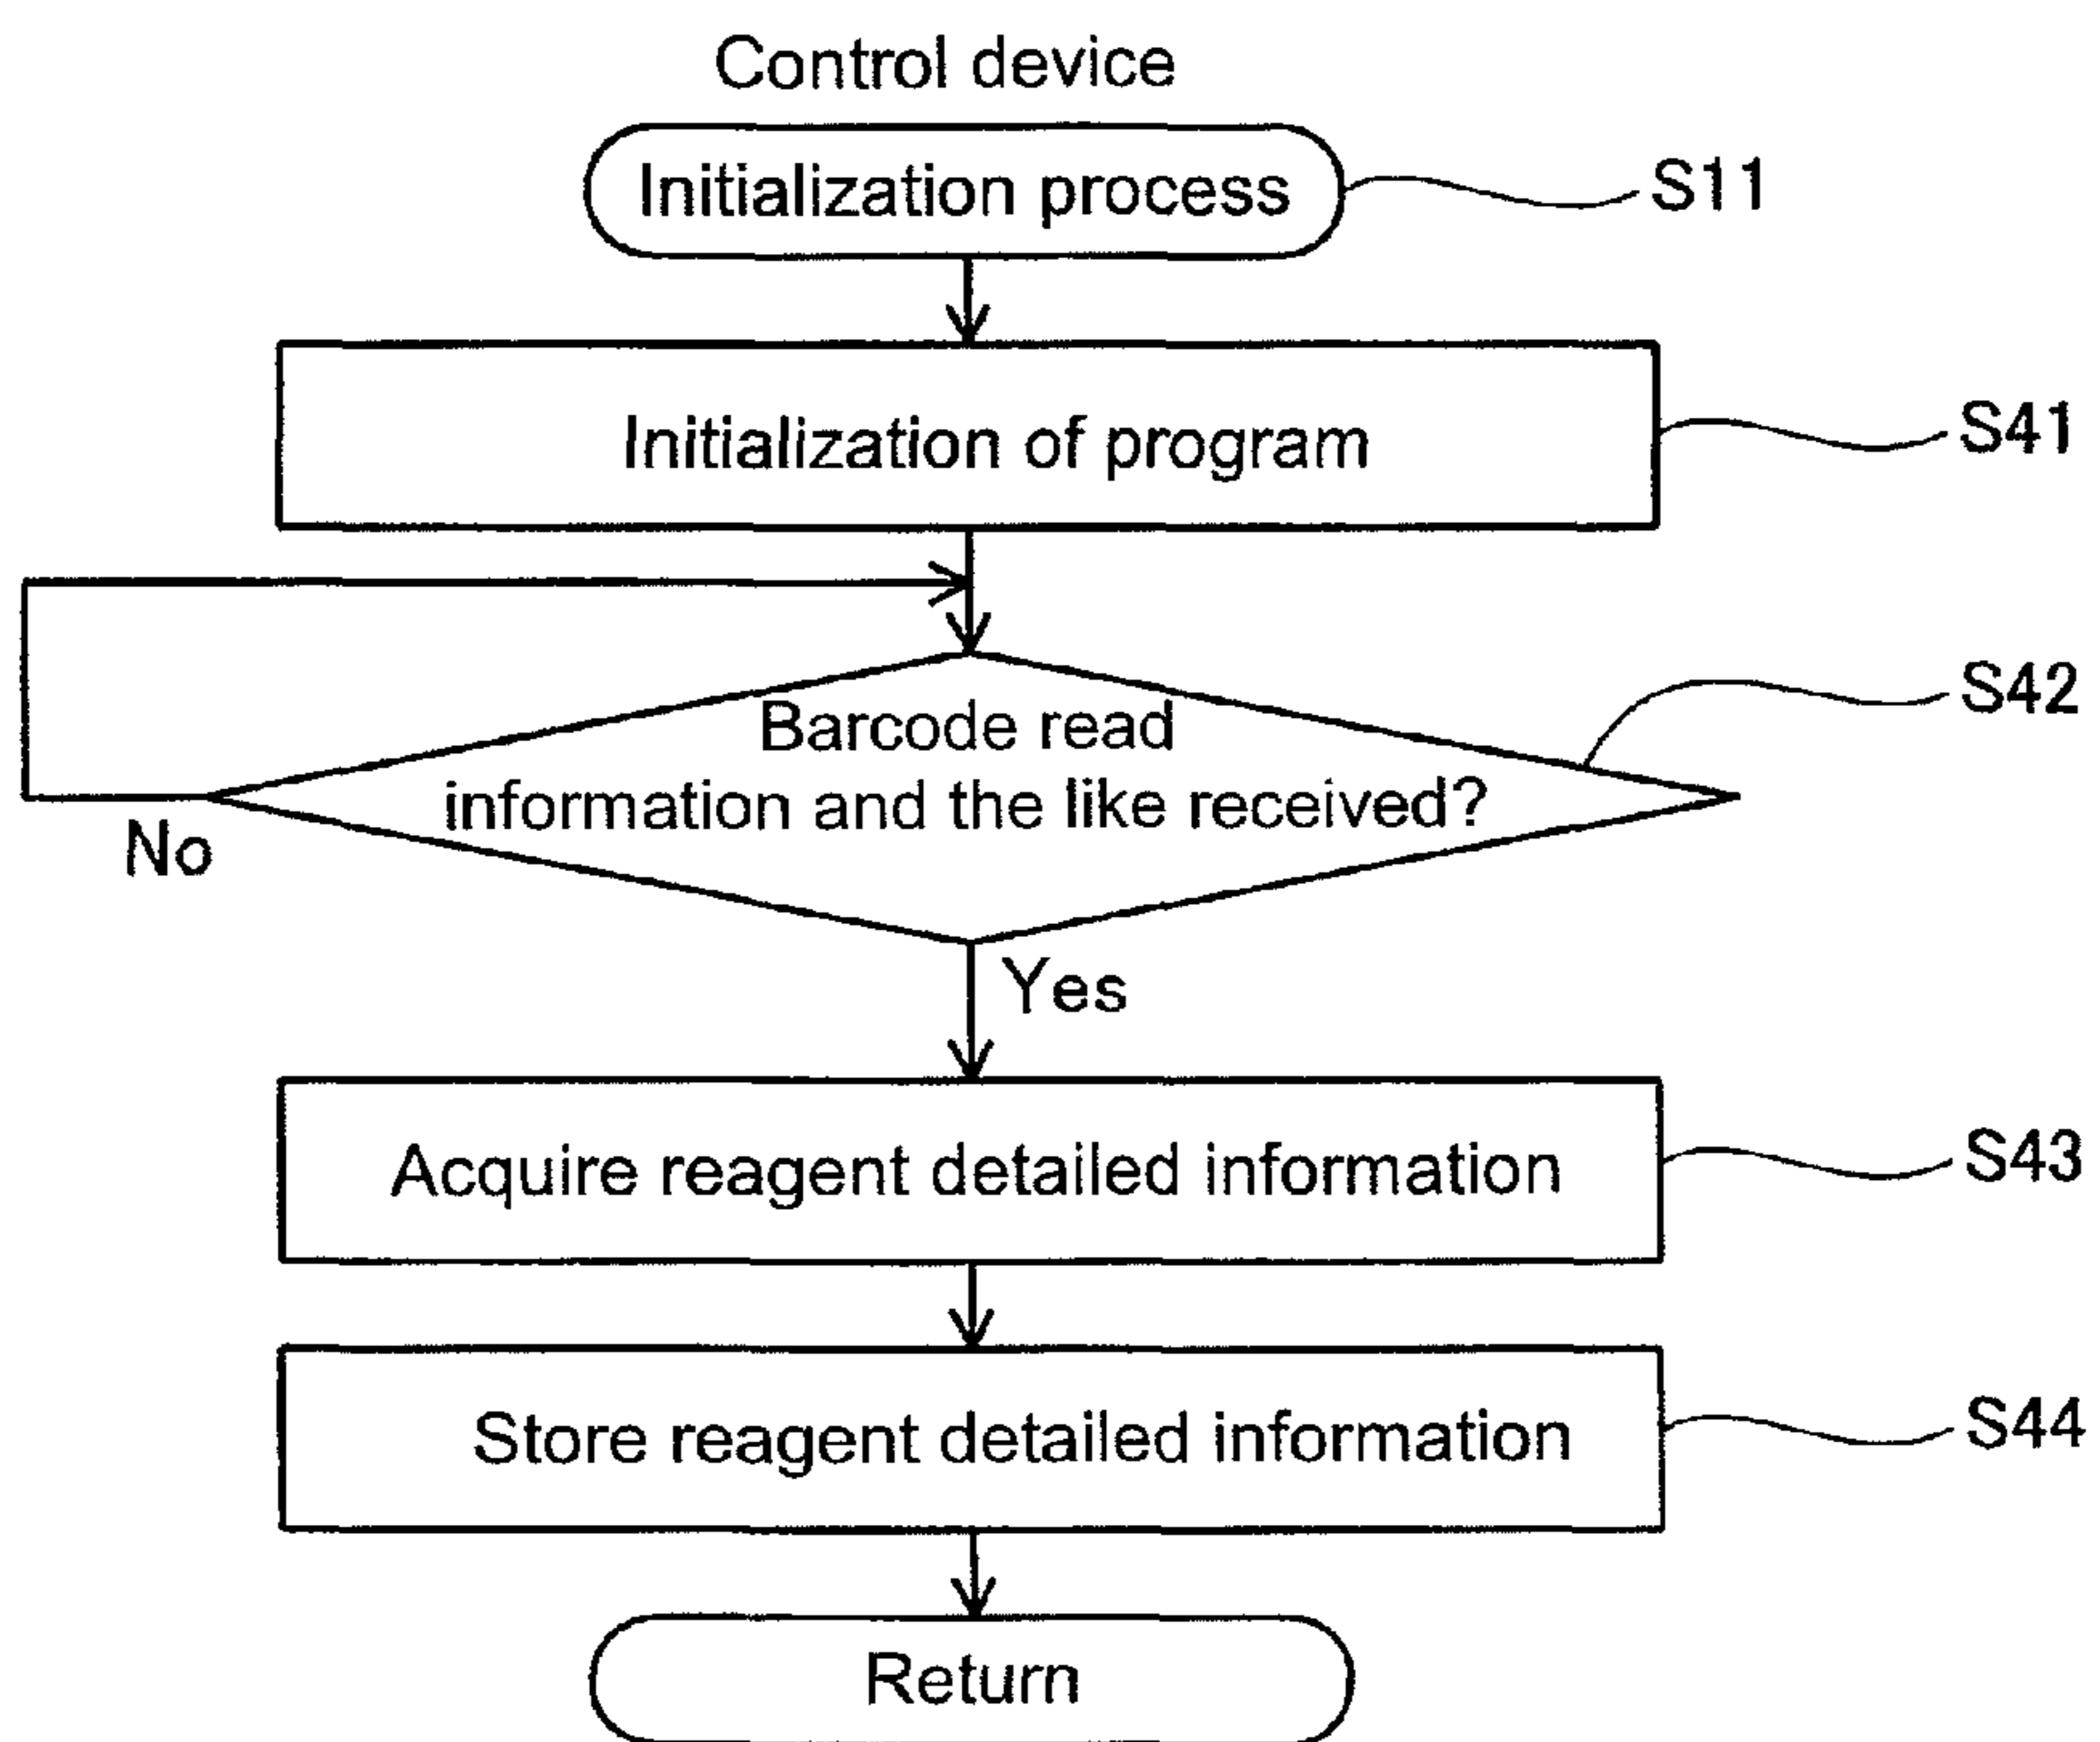 Control device
Initialization process
S11
Initialization of program
S41
Barcode read
information and the like received?
S42
No
Yes
Acquire reagent detailed information
S43
Store reagent detailed information
S44
Return